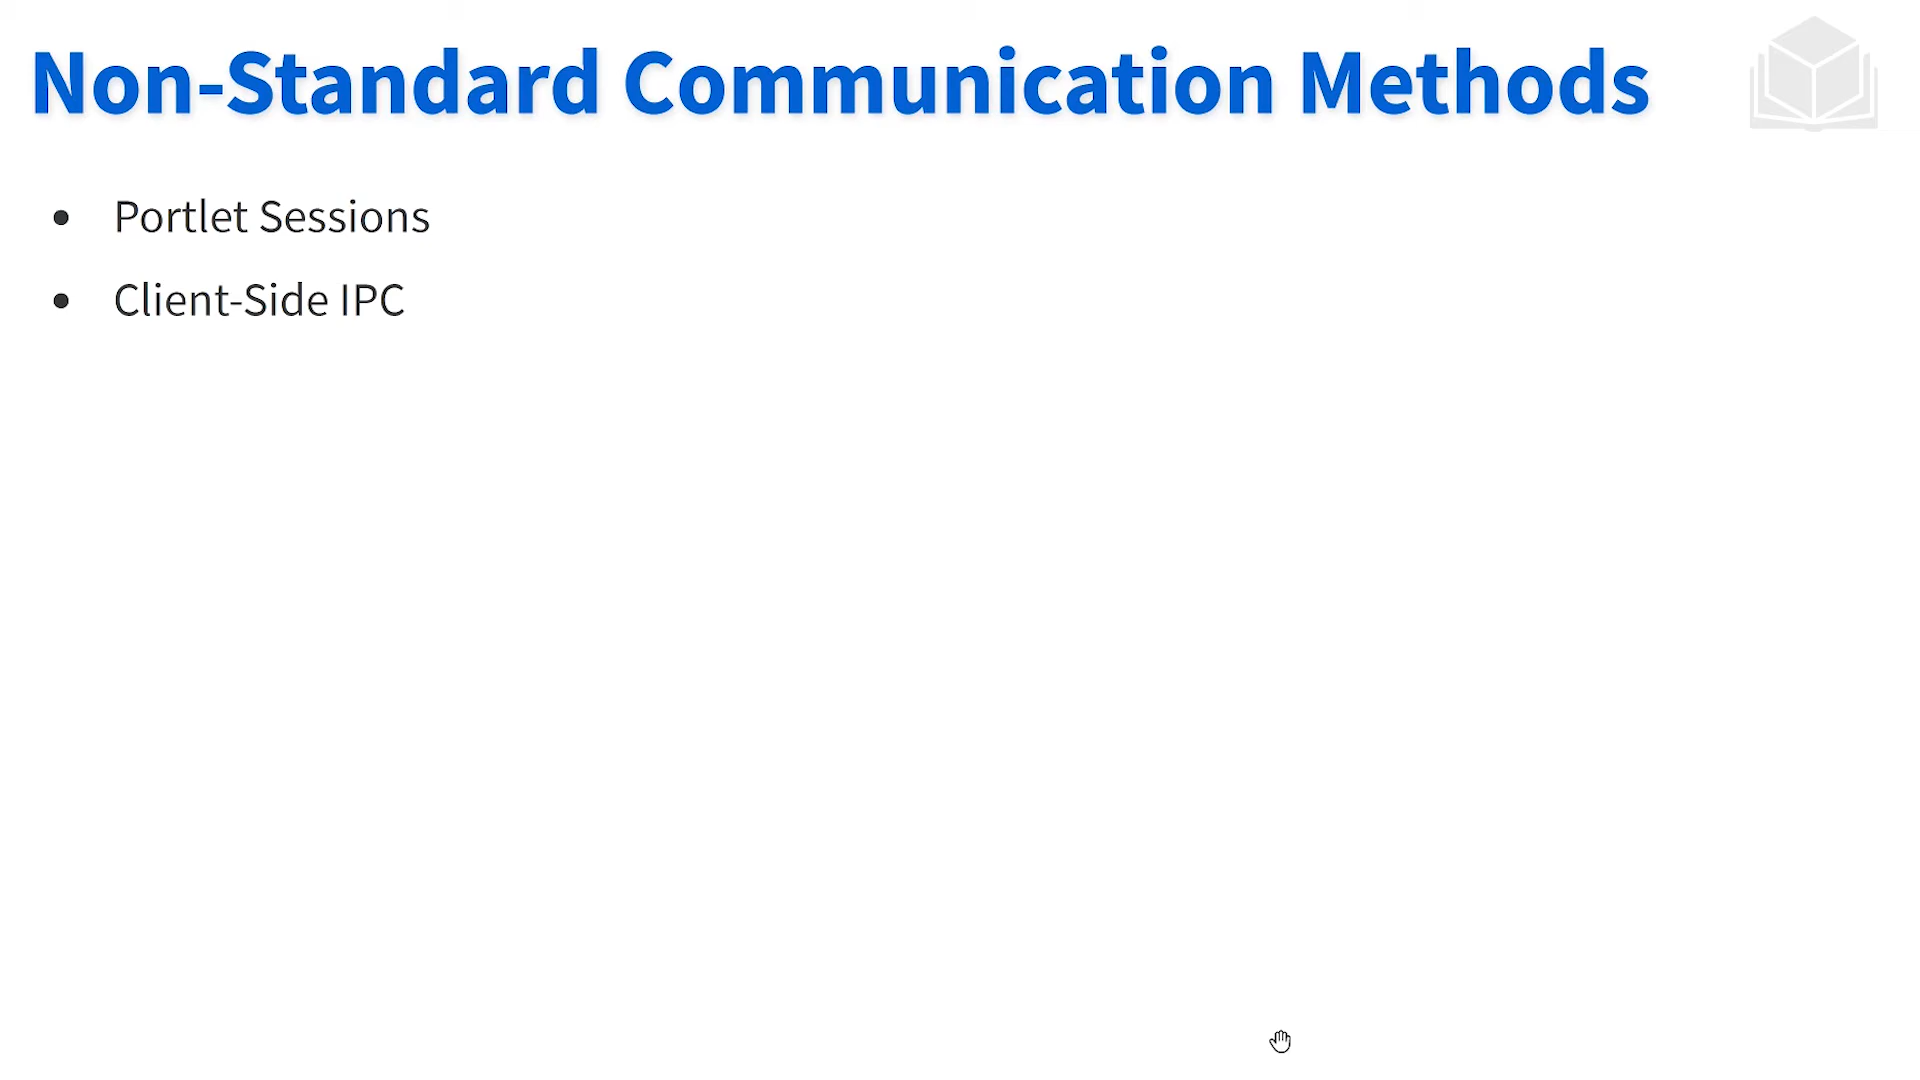 Non-Standard Communication Methods
• Portlet Sessions
• Client-Side IPC